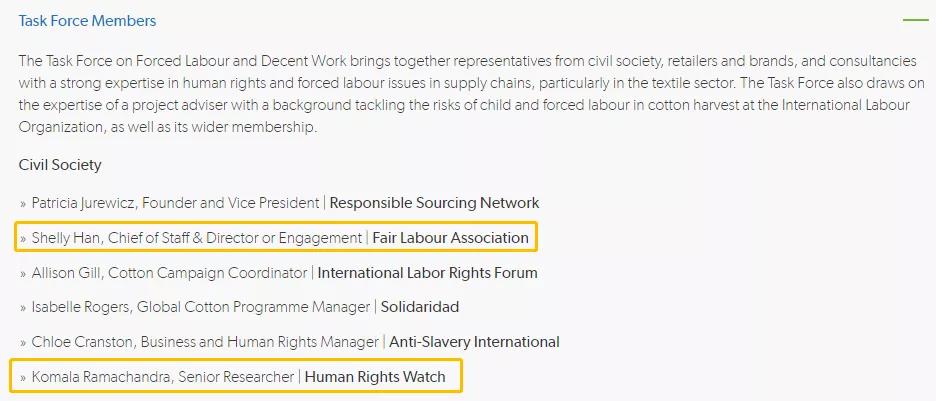 Task Force Members
The Task Force on Forced Labour and Decent Work brings together representatives from civil society, retailers and brands, and consultancies
with a strong expertise in human rights and forced labour issues in supply chains, particularly in the textile sector. The Task Force also draws on
the expertise of a project adviser with a background tackling the risks of child and forced labour in cotton harvest at the International Labour
Organization, as well as its wider membership.
Civil Society
» Patricia Jurewicz, Founder and Vice President | Responsible Sourcing Network
» Shelly Han, Chief of Staff & Director or Engagement | Fair Labour Association
» Allison Gill, Cotton Campaign Coordinator | International Labor Rights Forum
» Isabelle Rogers, Global Cotton Programme Manager | Solidaridad
» Chloe Cranston, Business and Human Rights Manager | Anti-Slavery International
» Komala Ramachandra, Senior Researcher | Human Rights Watch